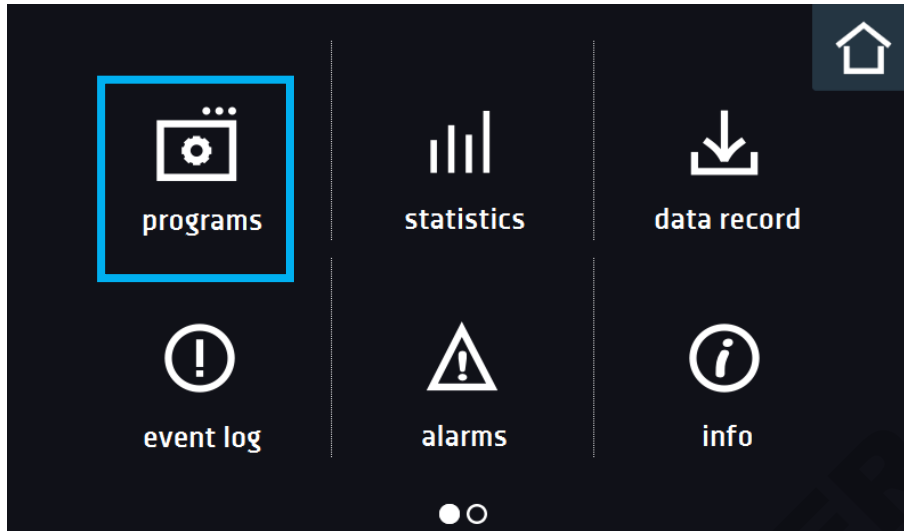 programs
statistics
data record
event log
alarms
info